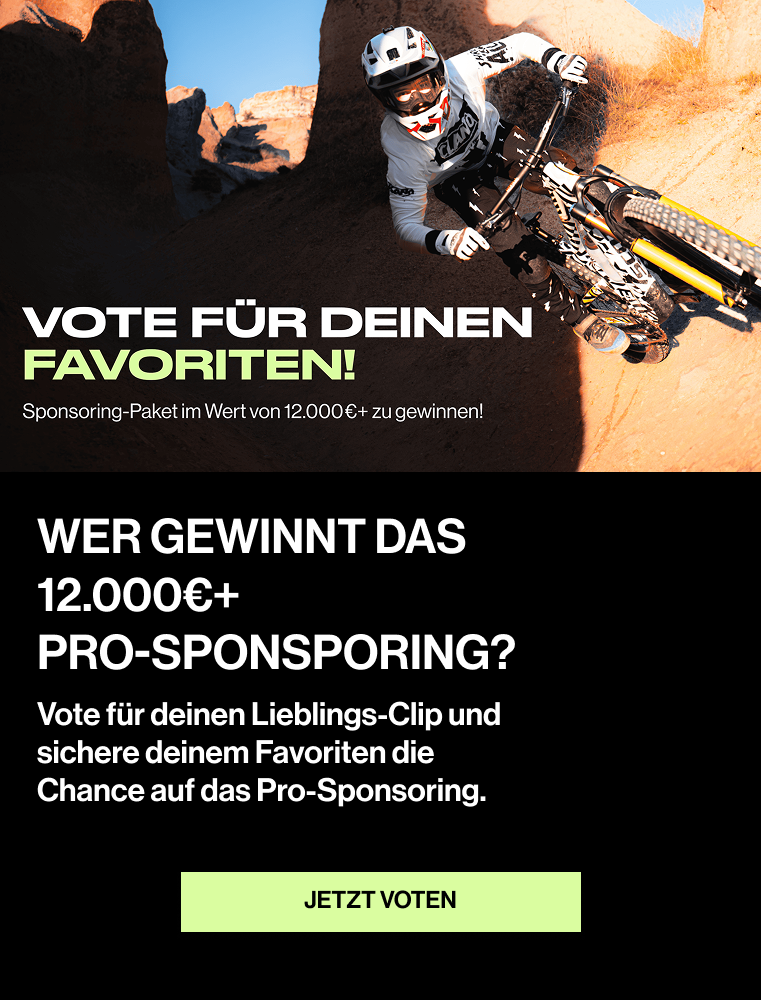 VOTE FÜR DEINEN
FAVORITEN!
Sponsoring-Paket im Wert von 12.000€+ zu gewinnen!
WER GEWINNT DAS
12.000€+
PRO-SPONSPORING?
Vote für deinen Lieblings-Clip und
sichere deinem Favoriten die
Chance auf das Pro-Sponsoring.
JETZT VOTEN